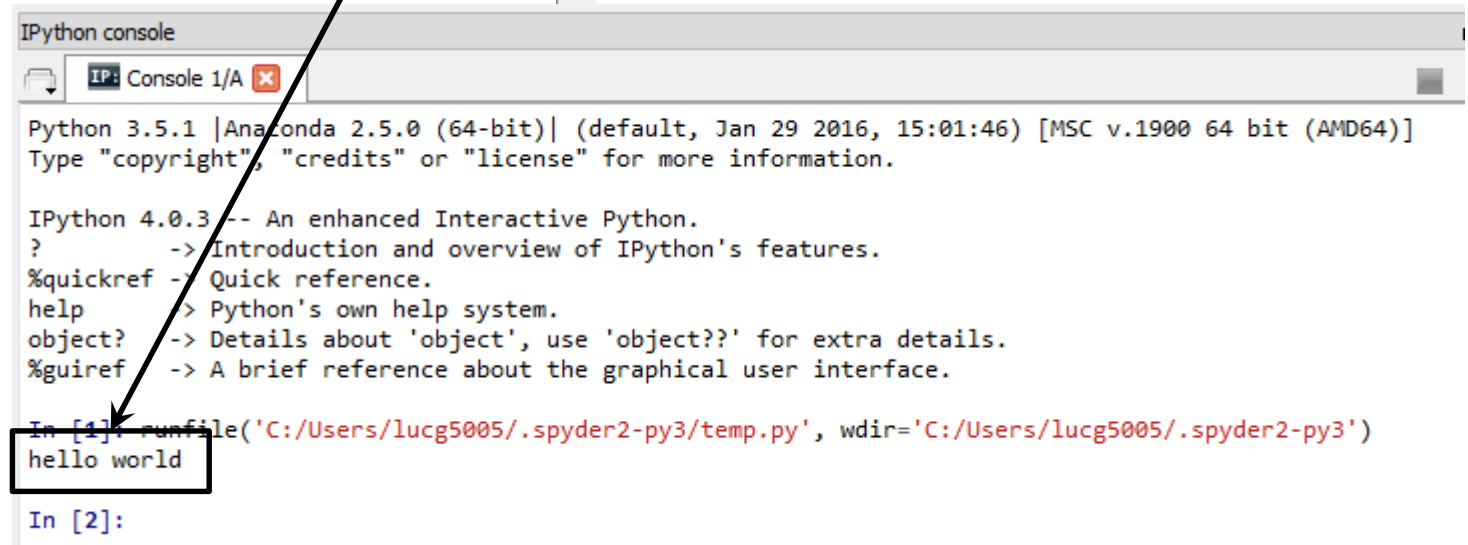 IPython console
IP: Console 1/A
Python 3.5.1 |Anaconda 2.5.0 (64-bit)| (default, Jan 29 2016, 15:01:46) [MSC v.1900 64 bit (AMD64)]
Type "copyright", "credits" or "license" for more information.
IPython 4.0.3 -- An enhanced Interactive Python.
?         -> Introduction and overview of IPython's features.
%quickref -> Quick reference.
help      -> Python's own help system.
object?   -> Details about 'object', use 'object??' for extra details.
%guiref   -> A brief reference about the graphical user interface.
In [1]: runfile('C:/Users/lucg5005/.spyder2-py3/temp.py', wdir='C:/Users/lucg5005/.spyder2-py3')
hello world
In [2]: